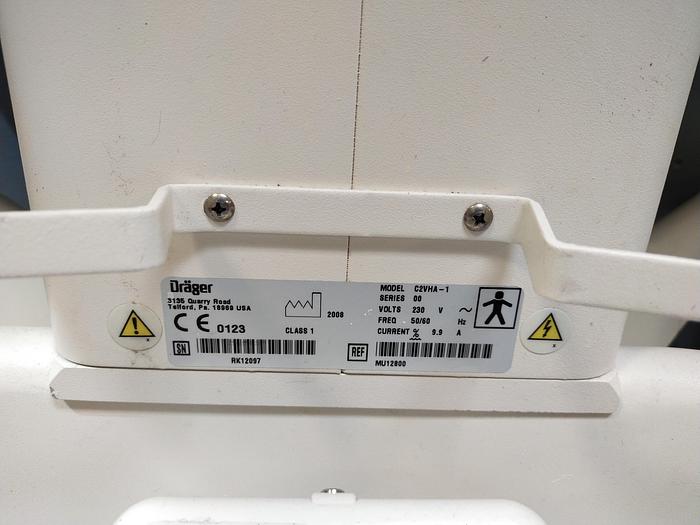 Dräger
3135 Quarry Road
Telford, Pa. 18969 USA
CE 0123
2008
CLASS 1
SN
RK12097
MODEL C2VHA-1
SERIES 00
VOLTS 230 V ~
FREQ 50/60 Hz
CURRENT 9.9 A
REF
MU12800